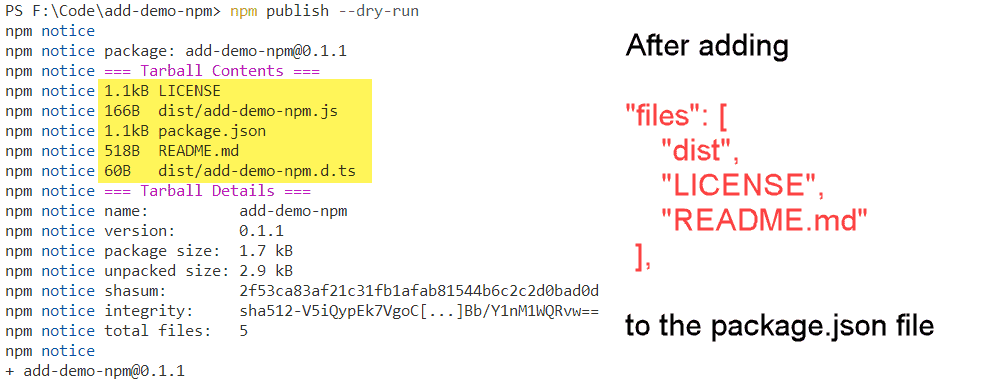 PS F:\Code\add-demo-npm> npm publish --dry-run
npm notice
npm notice package: add-demo-npm@0.1.1
npm notice === Tarball Contents ===
npm notice 1.1kB LICENSE
npm notice 166B  dist/add-demo-npm.js
npm notice 1.1kB package.json
npm notice 518B  README.md
npm notice 60B   dist/add-demo-npm.d.ts
npm notice === Tarball Details ===
npm notice name:          add-demo-npm
npm notice version:       0.1.1
npm notice package size:  1.7 kB
npm notice unpacked size: 2.9 kB
npm notice shasum:        2f53ca83af21c31fb1afab81544b6c2c2d0bad0d
npm notice integrity:     sha512-V5iQypEk7VgoC[...]Bb/Y1nM1WQRvw==
npm notice total files:   5
npm notice
+ add-demo-npm@0.1.1
After adding
"files": [
"dist",
"LICENSE",
"README.md"
],
to the package.json file